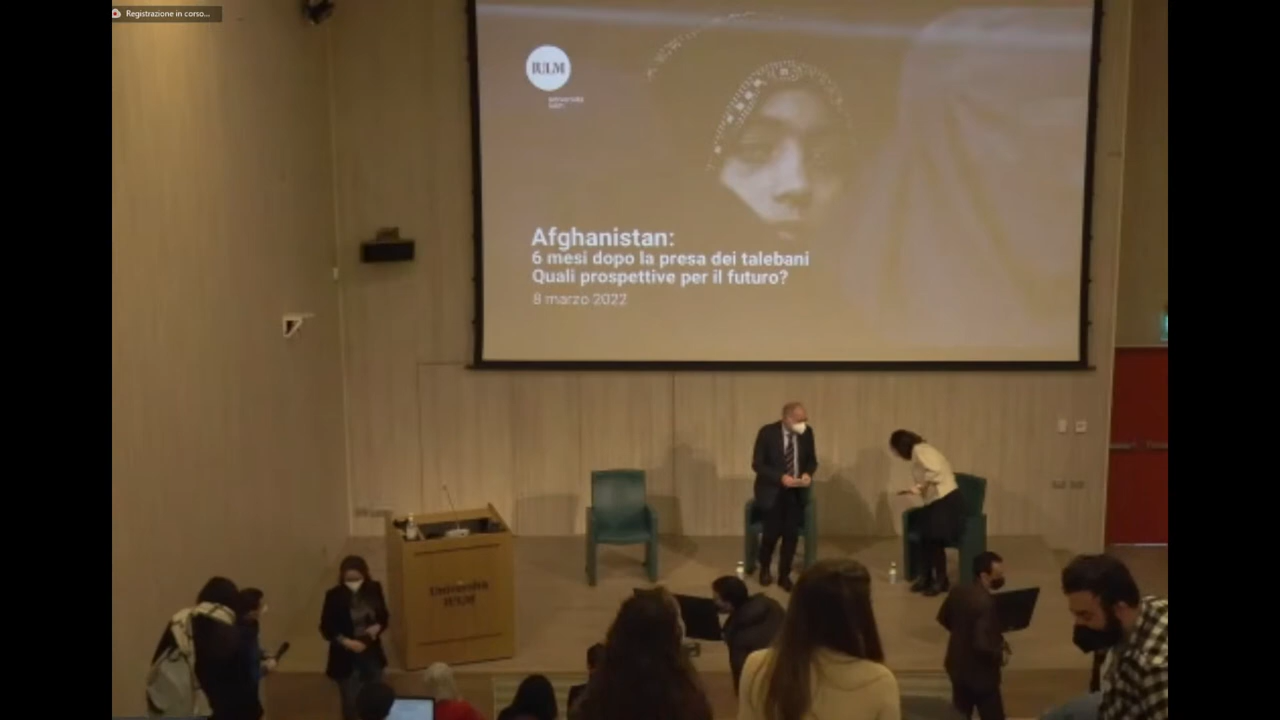 Registrazione in corso...
IULM
Afghanistan:
6 mesi dopo la presa dei talebani
Quali prospettive per il futuro?
8 marzo 2022
Università
IULM